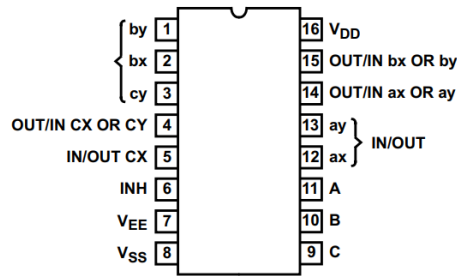 by 1 16 VDD
bx 2 15 OUT/IN bx OR by
cy 3 14 OUT/IN ax OR ay
OUT/IN CX OR CY 4 13 ay
IN/OUT
IN/OUT CX 5 12 ax
INH 6 11 A
VEE 7 10 B
VSS 8 9 C